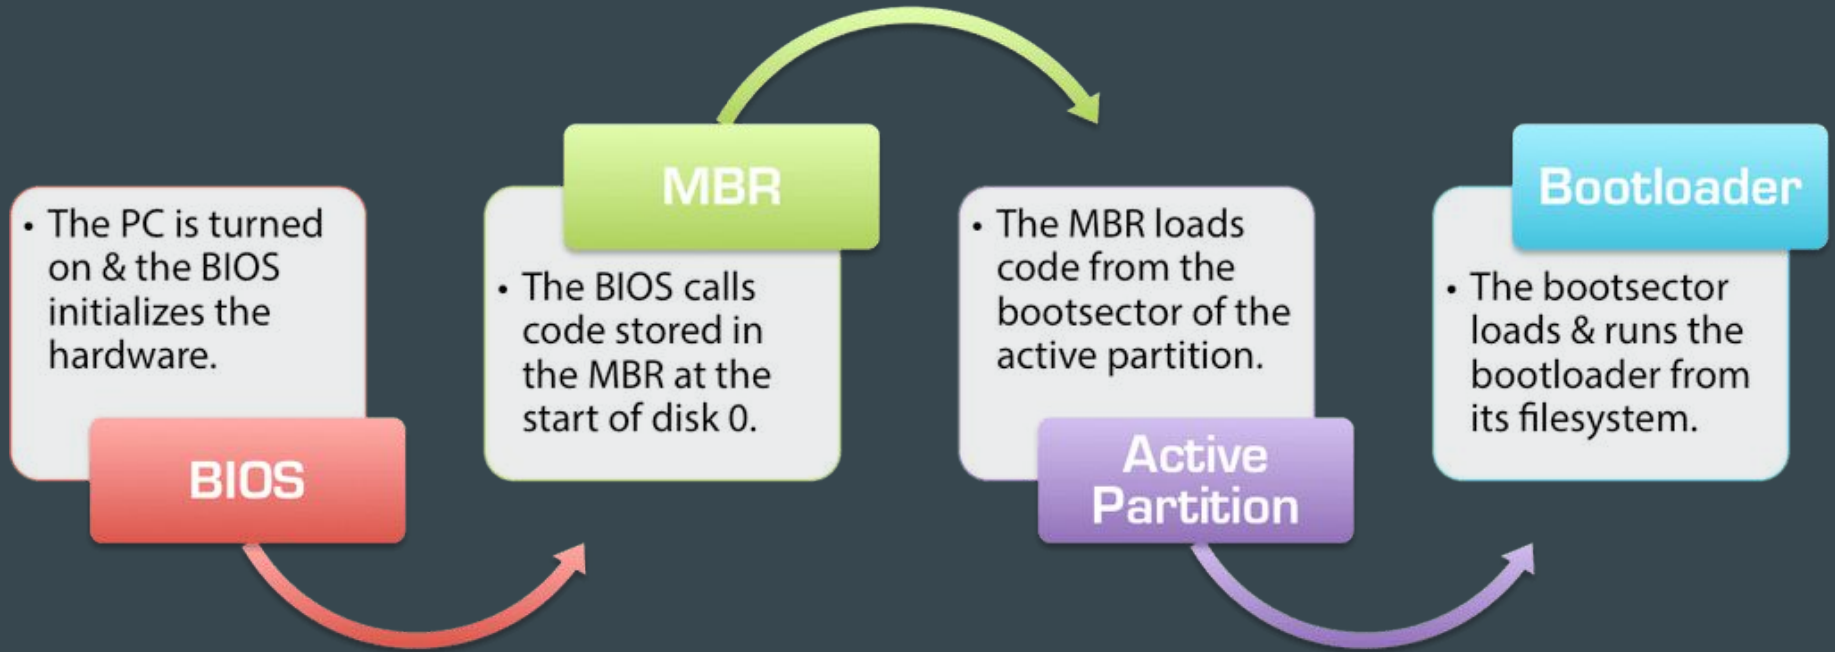 • The PC is turned
on & the BIOS
initializes the
hardware.
BIOS
MBR
• The BIOS calls
code stored in
the MBR at the
start of disk 0.
• The MBR loads
code from the
bootsector of the
active partition.
Active
Partition
Bootloader
• The bootsector
loads & runs the
bootloader from
its filesystem.